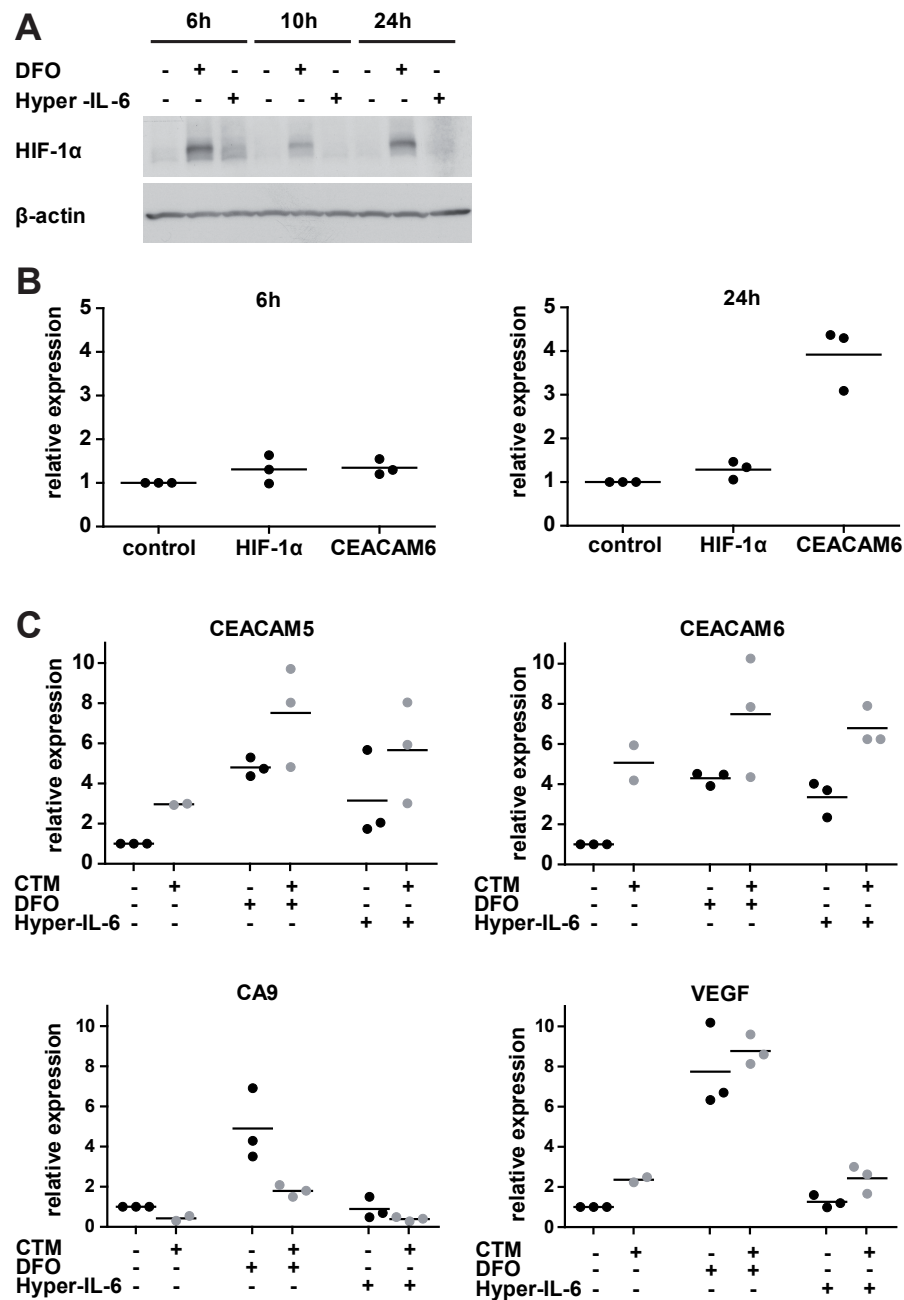 A
6h 10h 24h
DFO - + - - + - - + -
Hyper -IL-6 - - + - - + - - +
HIF-1α
β-actin
B
6h
relative expression
5
4
3
2
1
0
control HIF-1α CEACAM6
24h
relative expression
5
4
3
2
1
0
control HIF-1α CEACAM6
C
CEACAM5
relative expression
10
8
6
4
2
0
CTM - + - + - +
DFO - - + + - -
Hyper-IL-6 - - - - + +
CEACAM6
relative expression
10
8
6
4
2
0
CTM - + - + - +
DFO - - + + - -
Hyper-IL-6 - - - - + +
CA9
relative expression
10
8
6
4
2
0
CTM - + - + - +
DFO - - + + - -
Hyper-IL-6 - - - - + +
VEGF
relative expression
10
8
6
4
2
0
CTM - + - + - +
DFO - - + + - -
Hyper-IL-6 - - - - + +